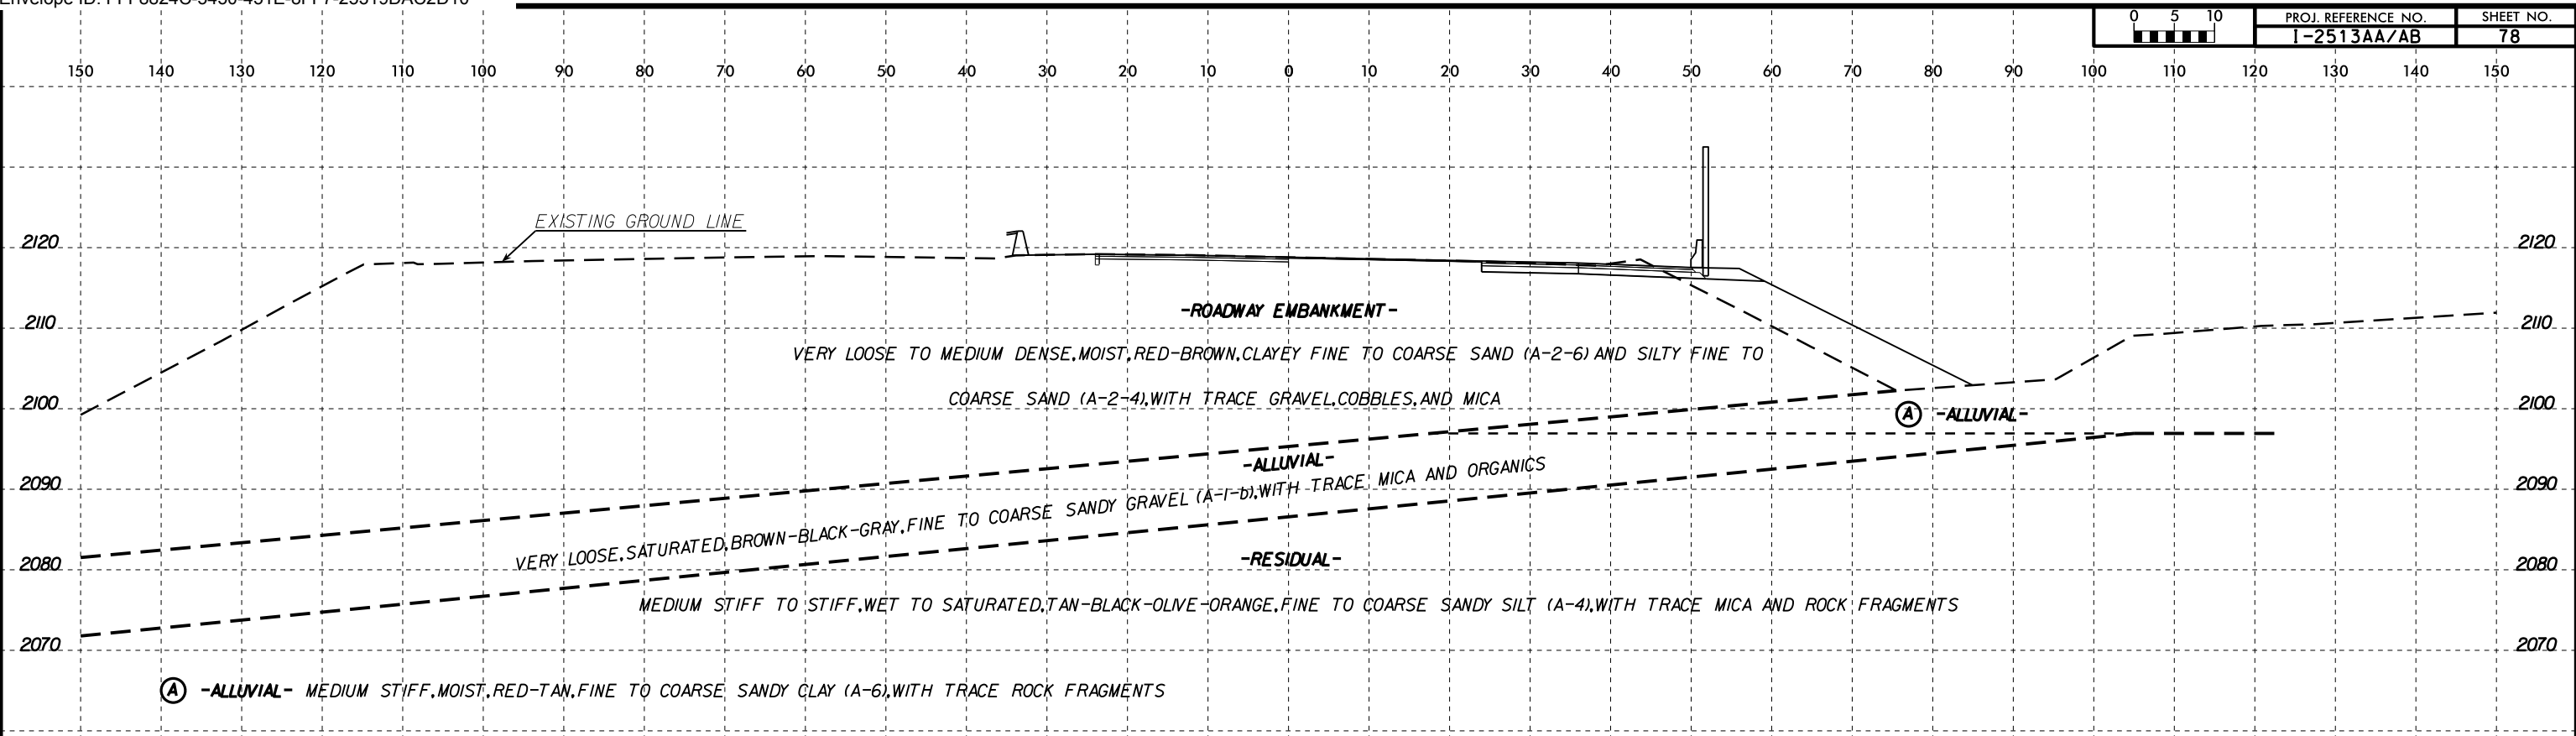 0 5 10
PROJ. REFERENCE NO.
SHEET NO.
I-2513AA/AB
78
150 140 130 120 110 100 90 80 70 60 50 40 30 20 10 0 10 20 30 40 50 60 70 80 90 100 110 120 130 140 150
EXISTING GROUND LINE
2120 2120
-ROADWAY EMBANKMENT-
2110 2110
VERY LOOSE TO MEDIUM DENSE,MOIST,RED-BROWN,CLAYEY FINE TO COARSE SAND (A-2-6) AND SILTY FINE TO
COARSE SAND (A-2-4),WITH TRACE GRAVEL,COBBLES,AND MICA
2100 2100
A -ALLUVIAL-
-ALLUVIAL-
2090 2090
VERY LOOSE,SATURATED,BROWN-BLACK-GRAY,FINE TO COARSE SANDY GRAVEL (A-1-b),WITH TRACE MICA AND ORGANICS
-RESIDUAL-
2080 2080
MEDIUM STIFF TO STIFF,WET TO SATURATED,TAN-BLACK-OLIVE-ORANGE,FINE TO COARSE SANDY SILT (A-4),WITH TRACE MICA AND ROCK FRAGMENTS
2070 2070
A -ALLUVIAL- MEDIUM STIFF,MOIST,RED-TAN,FINE TO COARSE SANDY CLAY (A-6),WITH TRACE ROCK FRAGMENTS